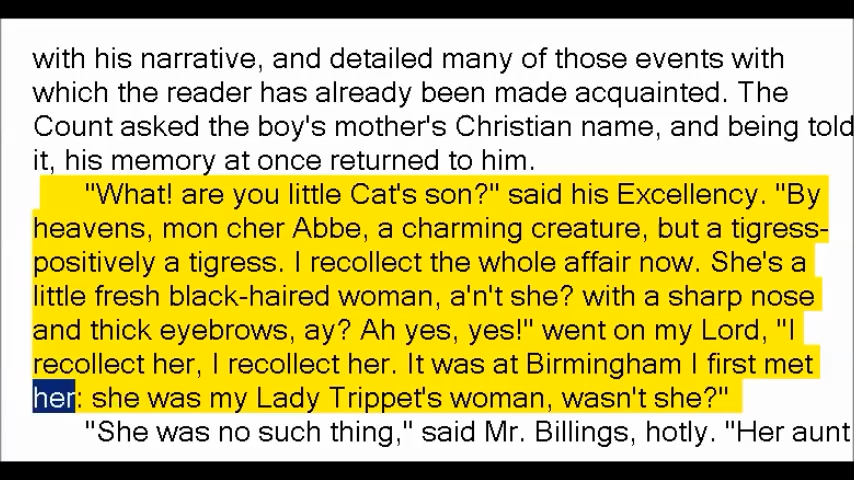 with his narrative, and detailed many of those events with
which the reader has already been made acquainted. The
Count asked the boy's mother's Christian name, and being told
it, his memory at once returned to him.
"What! are you little Cat's son?" said his Excellency. "By
heavens, mon cher Abbe, a charming creature, but a tigress-
positively a tigress. I recollect the whole affair now. She's a
little fresh black-haired woman, a'n't she? with a sharp nose
and thick eyebrows, ay? Ah yes, yes!" went on my Lord, "I
recollect her, I recollect her. It was at Birmingham I first met
her: she was my Lady Trippet's woman, wasn't she?"
"She was no such thing," said Mr. Billings, hotly. "Her aunt